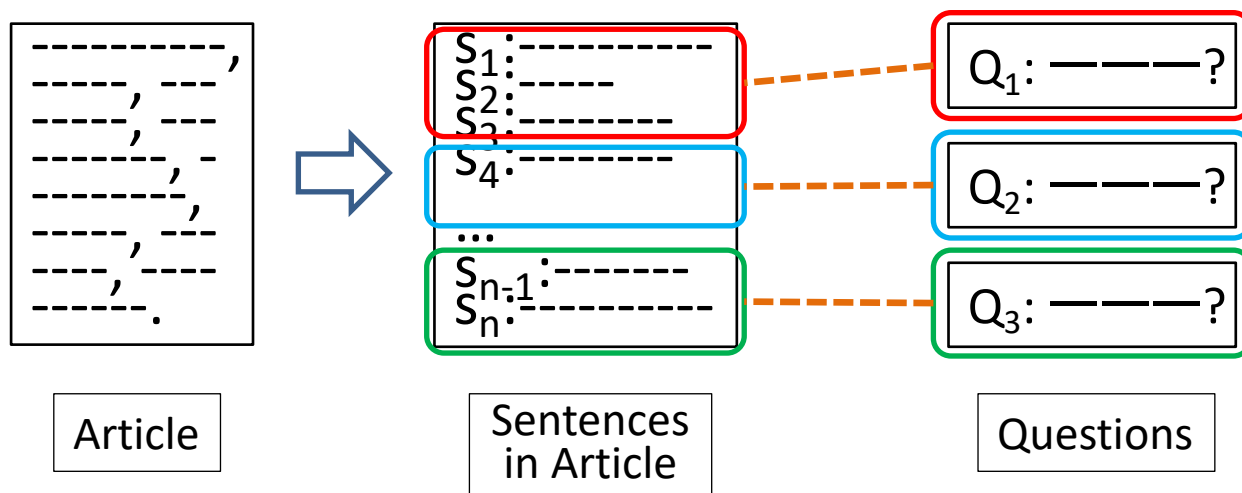 ----------,
-----, ---
-----, ---
-------, -
--------,
-----, ---
----, ----
------.
Article
S1:----------
S2:-----
S3:--------
S4:--------
...
Sn-1:-------
Sn:----------
Sentences
in Article
Q1: ———?
Q2: ———?
Q3: ———?
Questions